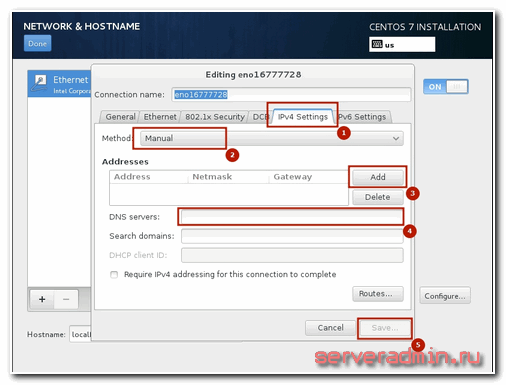 NETWORK & HOSTNAME
CENTOS 7 INSTALLATION
Done
us
Editing eno16777728
Ethernet
Intel Corpora
Connection name: eno16777728
ON
General Ethernet 802.1x Security DCB IPv4 Settings Pv6 Settings
1
Method: Manual
2
Addresses
Address Netmask Gateway
Add
3
Delete
DNS servers:
4
Search domains:
DHCP client ID:
Require IPv4 addressing for this connection to complete
Routes...
+ −
Configure...
Cancel Save...
5
Hostname: local
serveradmin.ru